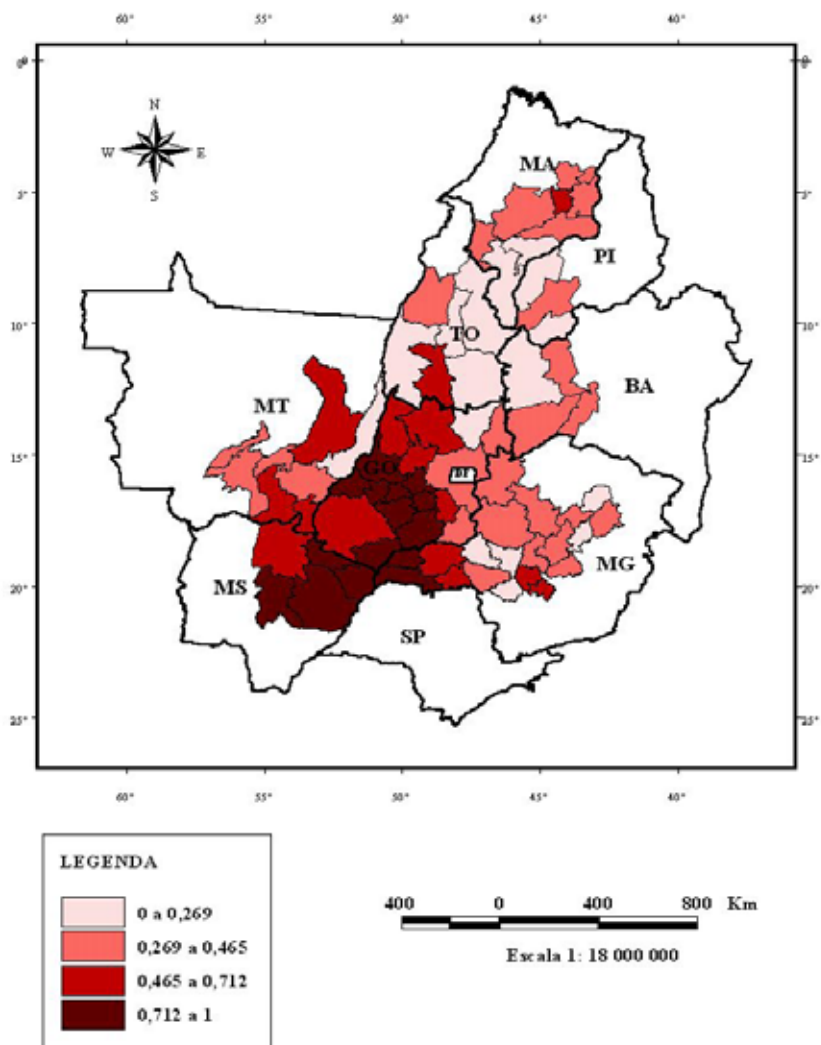 60° 55° 50° 45° 40°
0°
N
W E
S
MA
5°
5°
PI
10°
10°
TO
BA
MT
15°
GO
DF
15°
MG
MS
20°
20°
SP
25°
25°
60° 55° 50° 45° 40°
LEGENDA
0 a 0,269
0,269 a 0,465
0,465 a 0,712
0,712 a 1
400 0 400 800 Km
Escala 1: 18 000 000